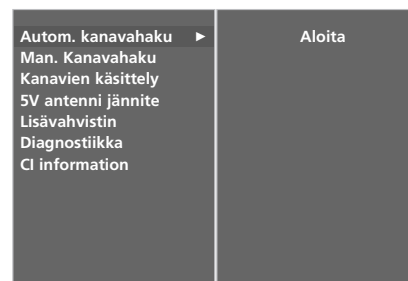 Autom. kanavahaku ►
Aloita
Man. Kanavahaku
Kanavien käsittely
5V antenni jännite
Lisävahvistin
Diagnostiikka
CI information